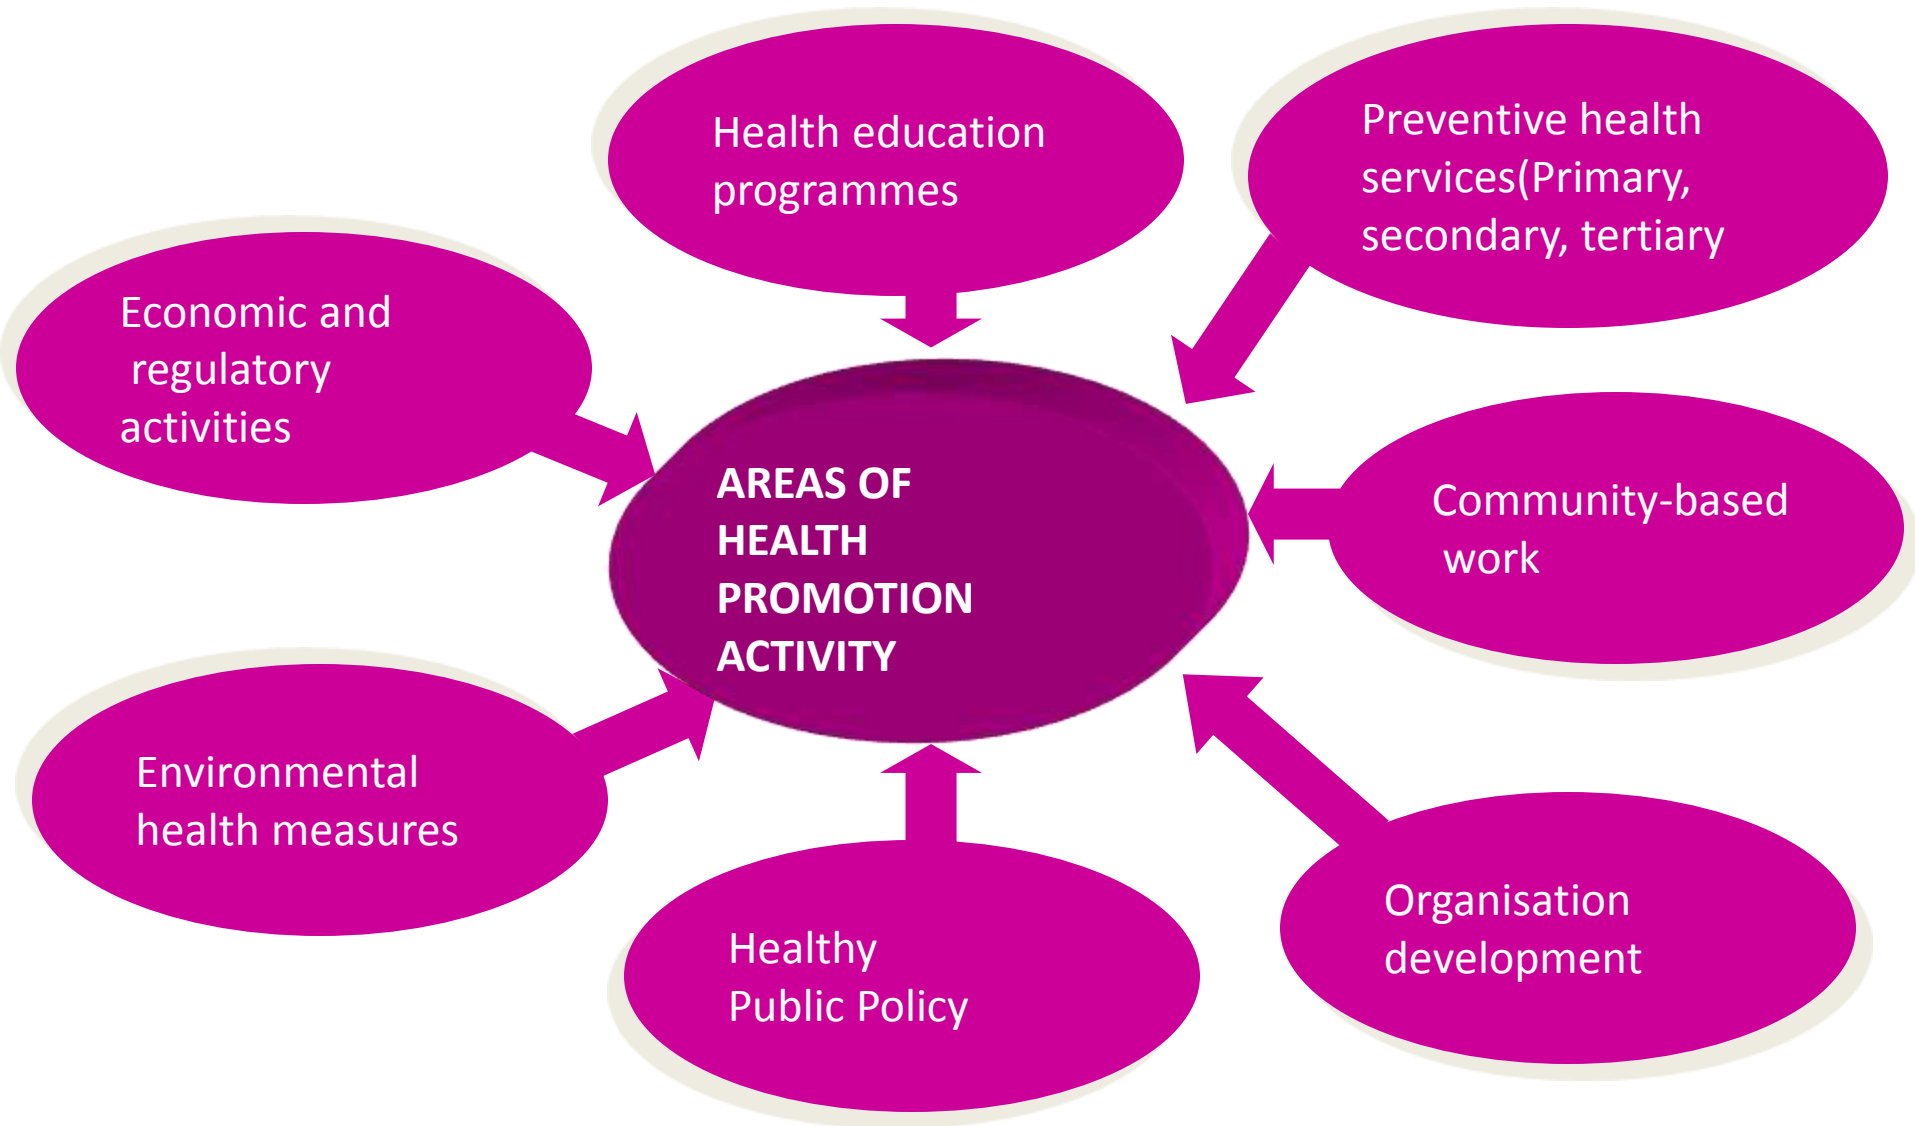 Health education
programmes
Preventive health
services(Primary,
secondary, tertiary
Economic and
regulatory
activities
AREAS OF
HEALTH
PROMOTION
ACTIVITY
Community-based
work
Environmental
health measures
Healthy
Public Policy
Organisation
development